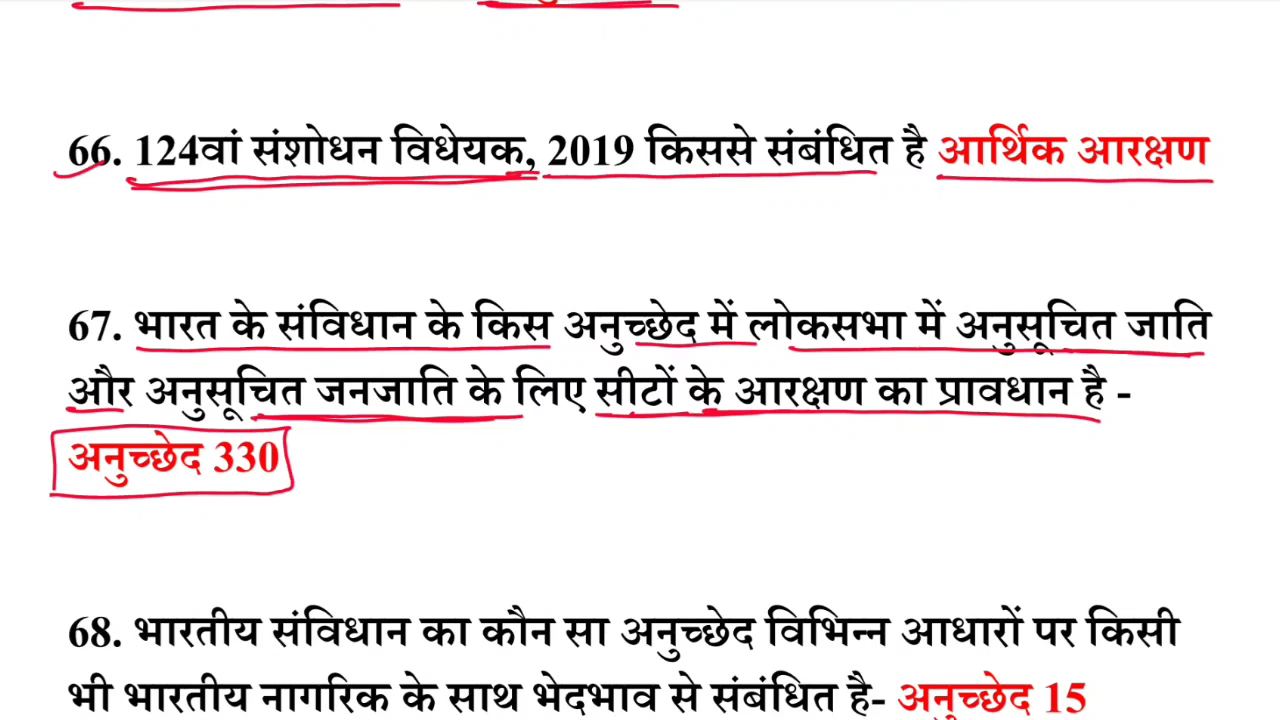 66. 124वां संशोधन विधेयक, 2019 किससे संबंधित है आर्थिक आरक्षण
67. भारत के संविधान के किस अनुच्छेद में लोकसभा में अनुसूचित जाति
और अनुसूचित जनजाति के लिए सीटों के आरक्षण का प्रावधान है -
अनुच्छेद 330
68. भारतीय संविधान का कौन सा अनुच्छेद विभिन्न आधारों पर किसी
भी भारतीय नागरिक के साथ भेदभाव से संबंधित है- अनुच्छेद 15